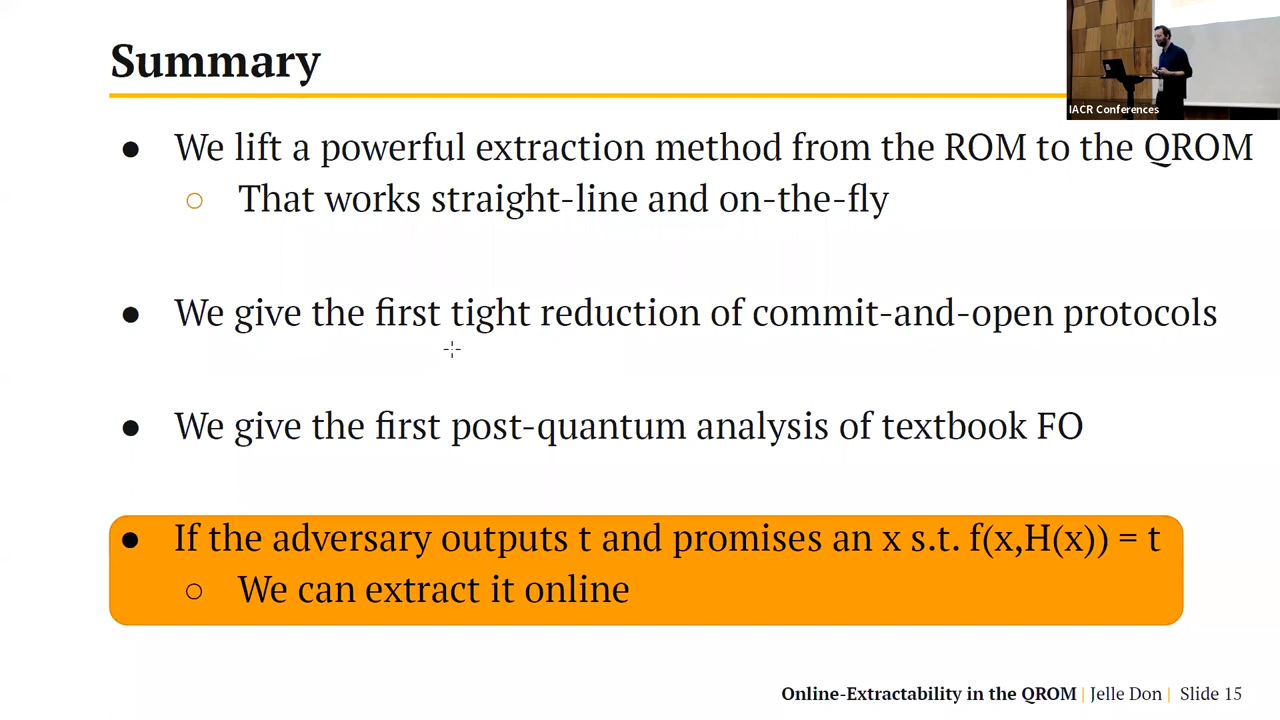 Summary
IACR Conferences
● We lift a powerful extraction method from the ROM to the QROM
○ That works straight-line and on-the-fly
● We give the first tight reduction of commit-and-open protocols
● We give the first post-quantum analysis of textbook FO
● If the adversary outputs t and promises an x s.t. f(x,H(x)) = t
○ We can extract it online
Online-Extractability in the QROM | Jelle Don | Slide 15